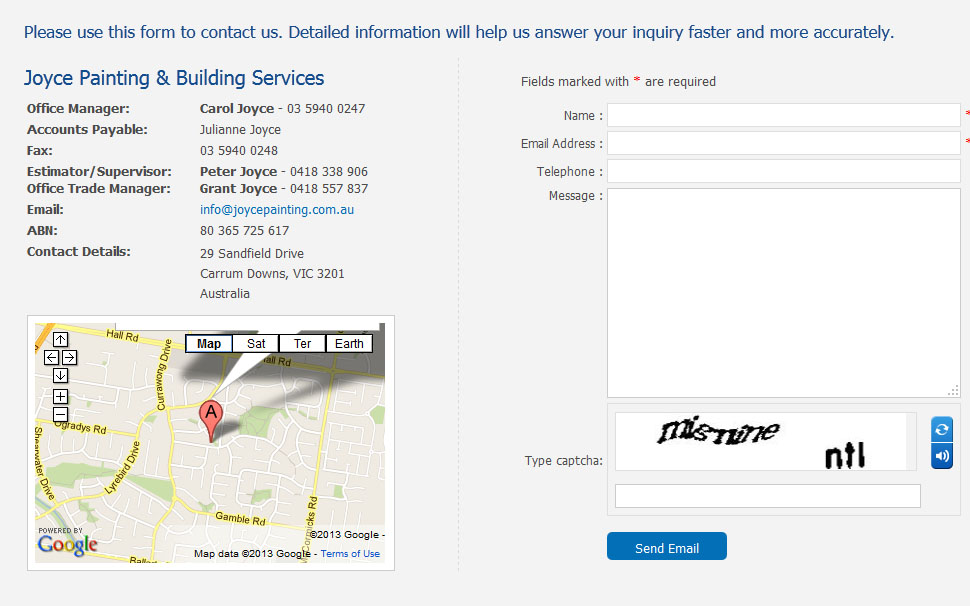 Please use this form to contact us. Detailed information will help us answer your inquiry faster and more accurately.
Joyce Painting & Building Services
Office Manager: Carol Joyce - 03 5940 0247
Accounts Payable: Julianne Joyce
Fax: 03 5940 0248
Estimator/Supervisor: Peter Joyce - 0418 338 906
Office Trade Manager: Grant Joyce - 0418 557 837
Email: info@joycepainting.com.au
ABN: 80 365 725 617
Contact Details: 29 Sandfield Drive
Carrum Downs, VIC 3201
Australia
Hall Rd
Map Sat Ter Earth
Hall Rd
Currawong Drive
A
Ogradys Rd
Shearwater Drive
Lyrebird Drive
Gamble Rd
McCormicks Rd
POWERED BY
Google
©2013 Google -
Map data ©2013 Google - Terms of Use
Fields marked with * are required
Name : *
Email Address : *
Telephone :
Message :
Type captcha:
Send Email